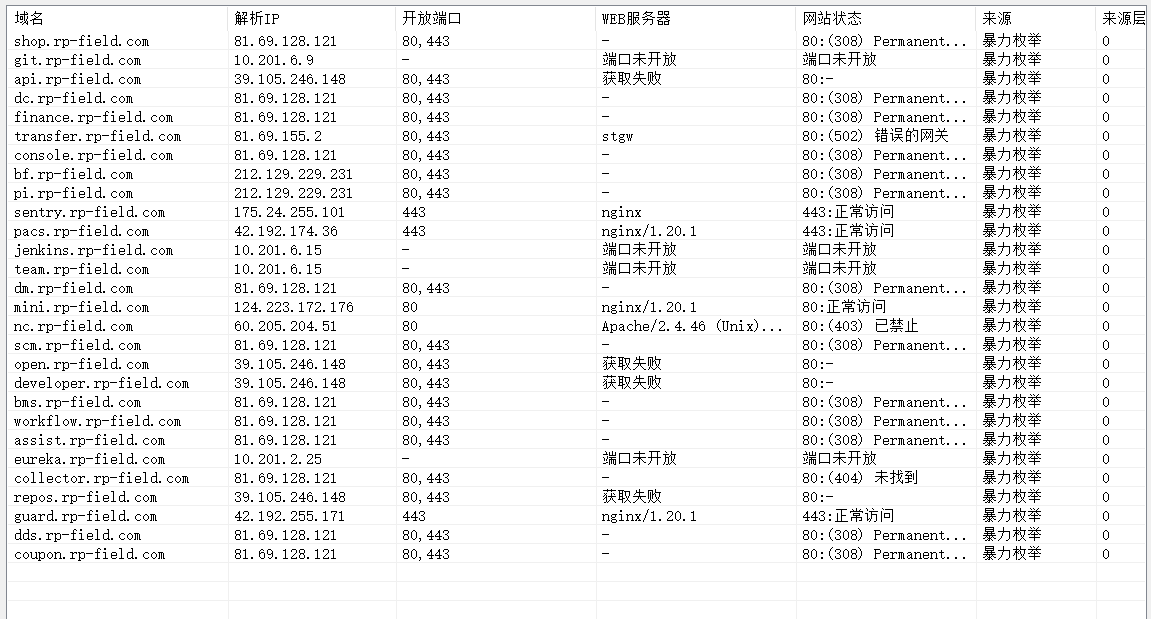 域名 解析IP 开放端口 WEB服务器 网站状态 来源 来源层
shop.rp-field.com 81.69.128.121 80,443 - 80:(308) Permanent... 暴力枚举 0
git.rp-field.com 10.201.6.9 - 端口未开放 端口未开放 暴力枚举 0
api.rp-field.com 39.105.246.148 80,443 获取失败 80:- 暴力枚举 0
dc.rp-field.com 81.69.128.121 80,443 - 80:(308) Permanent... 暴力枚举 0
finance.rp-field.com 81.69.128.121 80,443 - 80:(308) Permanent... 暴力枚举 0
transfer.rp-field.com 81.69.155.2 80,443 stgw 80:(502) 错误的网关 暴力枚举 0
console.rp-field.com 81.69.128.121 80,443 - 80:(308) Permanent... 暴力枚举 0
bf.rp-field.com 212.129.229.231 80,443 - 80:(308) Permanent... 暴力枚举 0
pi.rp-field.com 212.129.229.231 80,443 - 80:(308) Permanent... 暴力枚举 0
sentry.rp-field.com 175.24.255.101 443 nginx 443:正常访问 暴力枚举 0
pacs.rp-field.com 42.192.174.36 443 nginx/1.20.1 443:正常访问 暴力枚举 0
jenkins.rp-field.com 10.201.6.15 - 端口未开放 端口未开放 暴力枚举 0
team.rp-field.com 10.201.6.15 - 端口未开放 端口未开放 暴力枚举 0
dm.rp-field.com 81.69.128.121 80,443 - 80:(308) Permanent... 暴力枚举 0
mini.rp-field.com 124.223.172.176 80 nginx/1.20.1 80:正常访问 暴力枚举 0
nc.rp-field.com 60.205.204.51 80 Apache/2.4.46 (Unix)... 80:(403) 已禁止 暴力枚举 0
scm.rp-field.com 81.69.128.121 80,443 - 80:(308) Permanent... 暴力枚举 0
open.rp-field.com 39.105.246.148 80,443 获取失败 80:- 暴力枚举 0
developer.rp-field.com 39.105.246.148 80,443 获取失败 80:- 暴力枚举 0
bms.rp-field.com 81.69.128.121 80,443 - 80:(308) Permanent... 暴力枚举 0
workflow.rp-field.com 81.69.128.121 80,443 - 80:(308) Permanent... 暴力枚举 0
assist.rp-field.com 81.69.128.121 80,443 - 80:(308) Permanent... 暴力枚举 0
eureka.rp-field.com 10.201.2.25 - 端口未开放 端口未开放 暴力枚举 0
collector.rp-field.com 81.69.128.121 80,443 - 80:(404) 未找到 暴力枚举 0
repos.rp-field.com 39.105.246.148 80,443 获取失败 80:- 暴力枚举 0
guard.rp-field.com 42.192.255.171 443 nginx/1.20.1 443:正常访问 暴力枚举 0
dds.rp-field.com 81.69.128.121 80,443 - 80:(308) Permanent... 暴力枚举 0
coupon.rp-field.com 81.69.128.121 80,443 - 80:(308) Permanent... 暴力枚举 0